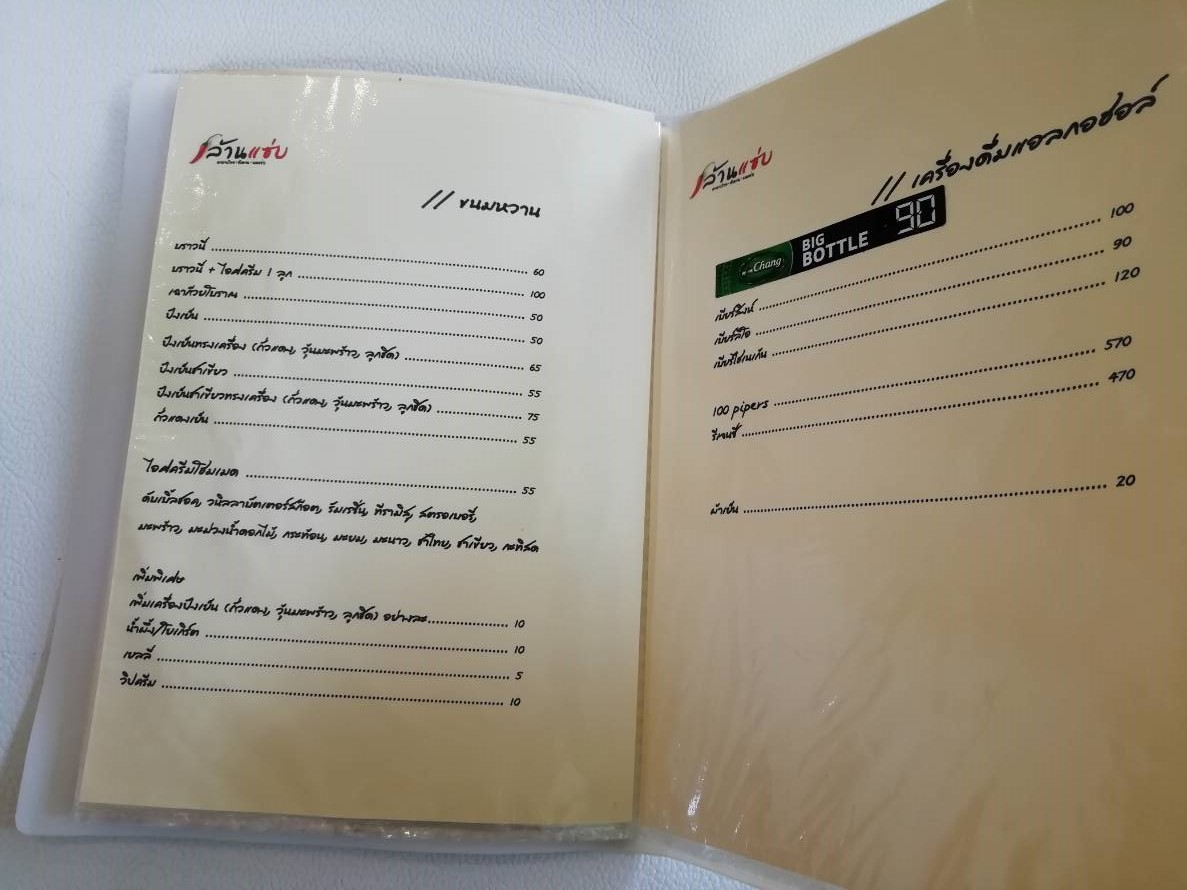 ล้านแซ่บ
// ขนมหวาน
บราวนี่ 60
บราวนี่ + ไอศครีม 1 ลูก 100
เฉาก๊วยโบราณ 50
ปังเย็น 50
ปังเย็นทรงเครื่อง (ถั่วแดง, วุ้นมะพร้าว, ลูกชิด) 65
ปังเย็นชาเขียว 55
ปังเย็นชาเขียวทรงเครื่อง (ถั่วแดง, วุ้นมะพร้าว, ลูกชิด) 75
ถั่วแดงเย็น 55
ไอศครีมโฮมเมด 55
ดับเบิ้ลชอค, วนิลลาบัตเตอร์สก๊อต, รัมเรซิ่น, ทีรามิสุ, สตรอเบอรี่,
มะพร้าว, มะม่วงน้ำดอกไม้, กระท้อน, มะยม, มะนาว, ชาไทย, ชาเขียว, กะทิสด
เพิ่มพิเศษ
เพิ่มเครื่องปังเย็น (ถั่วแดง, วุ้นมะพร้าว, ลูกชิด) อย่างละ 10
น้ำผึ้ง/โยเกิร์ต 10
เยลลี่ 5
วิปครีม 10
ล้านแซ่บ
// เครื่องดื่มแอลกอฮอล์
Chang BIG BOTTLE 90
เบียร์สิงห์ 100
เบียร์ลีโอ 90
เบียร์ไฮเนเก้น 120
100 pipers 570
รีเจนซี่ 470
ผ้าเย็น 20